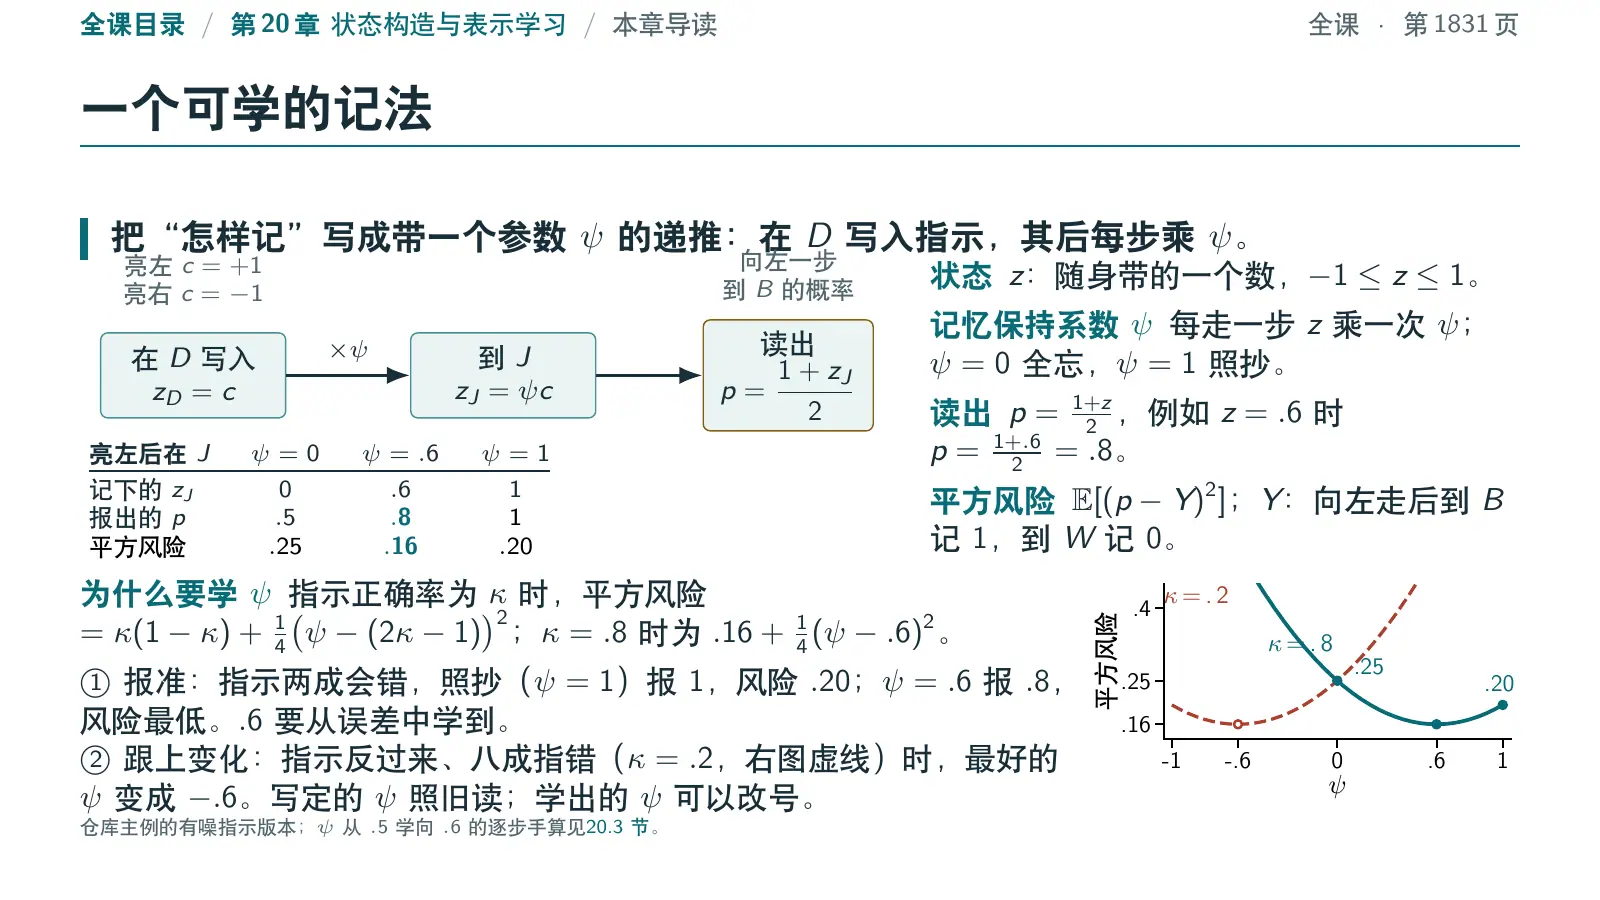 全课目录 / 第 20 章 状态构造与表示学习 / 本章导读
全课 · 第 1831 页
一个可学的记法
把“怎样记”写成带一个参数 ψ 的递推：在 D 写入指示，其后每步乘 ψ。
亮左 c = +1
亮右 c = −1
向左一步
到 B 的概率
在 D 写入
z_D = c
×ψ
到 J
z_J = ψc
读出
p = \frac{1 + z_J}{2}
亮左后在 J ψ = 0 ψ = .6 ψ = 1
记下的 z_J 0 .6 1
报出的 p .5 .8 1
平方风险 .25 .16 .20
状态 z：随身带的一个数，−1 ≤ z ≤ 1。
记忆保持系数 ψ 每走一步 z 乘一次 ψ；
ψ = 0 全忘，ψ = 1 照抄。
读出 p = \frac{1+z}{2}，例如 z = .6 时
p = \frac{1+.6}{2} = .8。
平方风险 𝔼[(p − Y)²]；Y：向左走后到 B
记 1，到 W 记 0。
为什么要学 ψ 指示正确率为 κ 时，平方风险
= κ(1 − κ) + \frac{1}{4}(ψ − (2κ − 1))²；κ = .8 时为 .16 + \frac{1}{4}(ψ − .6)²。
① 报准：指示两成会错，照抄（ψ = 1）报 1，风险 .20；ψ = .6 报 .8，
风险最低。.6 要从误差中学到。
② 跟上变化：指示反过来、八成指错（κ = .2，右图虚线）时，最好的
ψ 变成 −.6。写定的 ψ 照旧读；学出的 ψ 可以改号。
仓库主例的有噪指示版本；ψ 从 .5 学向 .6 的逐步手算见20.3 节。
平方风险
.4
.25
.16
κ = .2
κ = .8
.25
.20
-1 -.6 0 .6 1
ψ